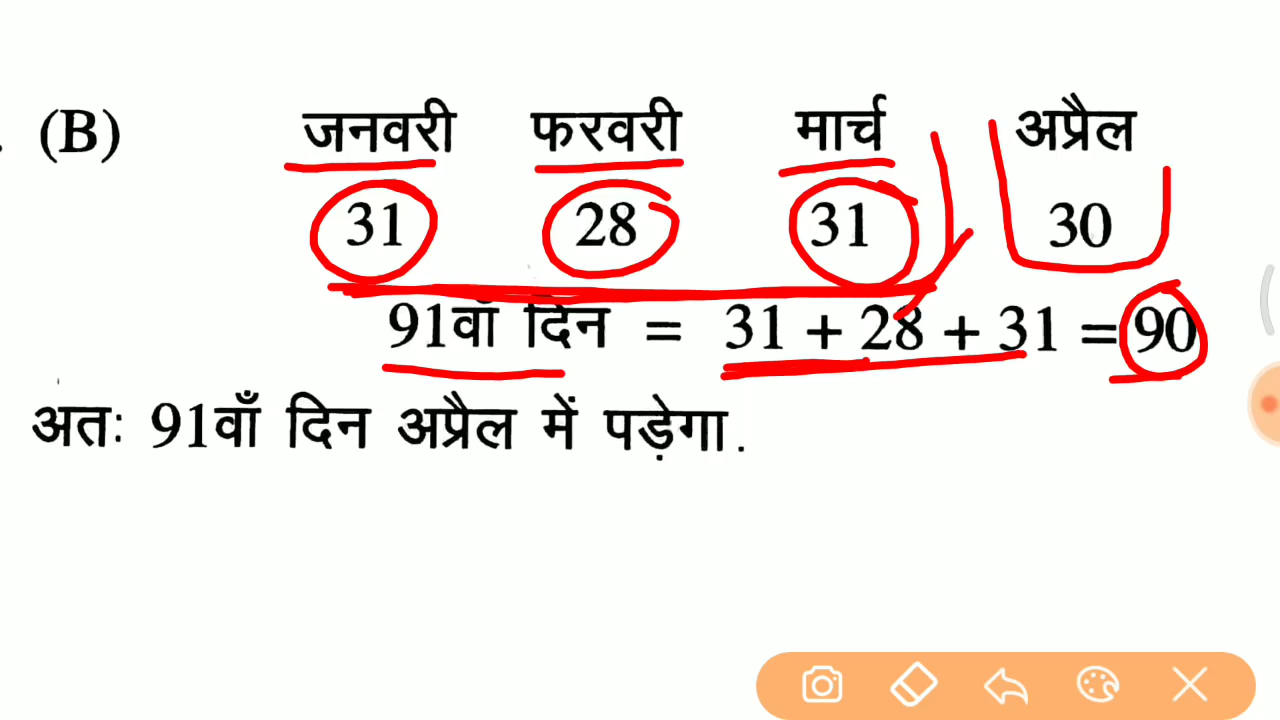 (B) जनवरी फरवरी मार्च अप्रैल
31 28 31 30
91वाँ दिन = 31 + 28 + 31 = 90
अतः 91वाँ दिन अप्रैल में पड़ेगा.